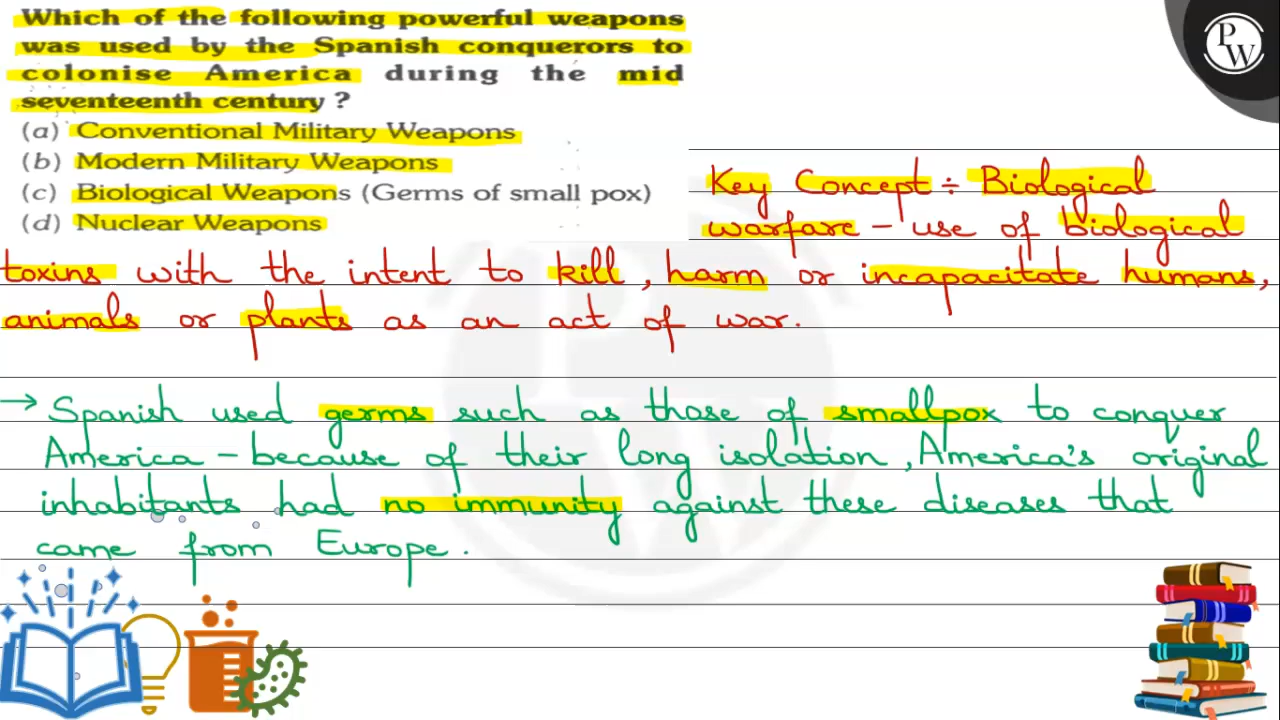 Which of the following powerful weapons
was used by the Spanish conquerors to
colonise America during the mid
seventeenth century ?
(a) Conventional Military Weapons
(b) Modern Military Weapons
(c) Biological Weapons (Germs of small pox)
(d) Nuclear Weapons
PW
Key Concept ÷ Biological
warfare - use of biological
toxins with the intent to kill, harm or incapacitate humans,
animals or plants as an act of war.
→ Spanish used germs such as those of smallpox to conquer
America - because of their long isolation, America's original
inhabitants had no immunity against these diseases that
came from Europe.